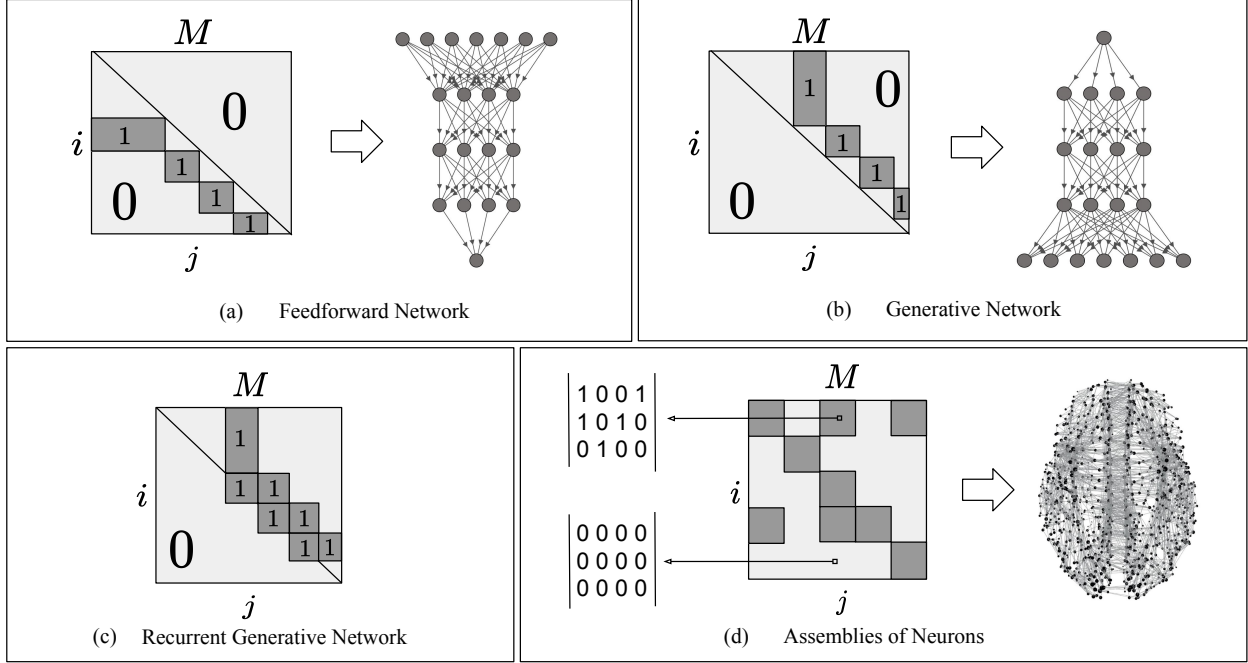 M
0
i
1
1
1
1
0
j
(a) Feedforward Network
M
1
0
i
1
1
0
1
j
(b) Generative Network
M
1
i
1 1
1 1
0
1 1
j
(c) Recurrent Generative Network
M
1 0 0 1
1 0 1 0
0 1 0 0
i
0 0 0 0
0 0 0 0
0 0 0 0
j
(d) Assemblies of Neurons